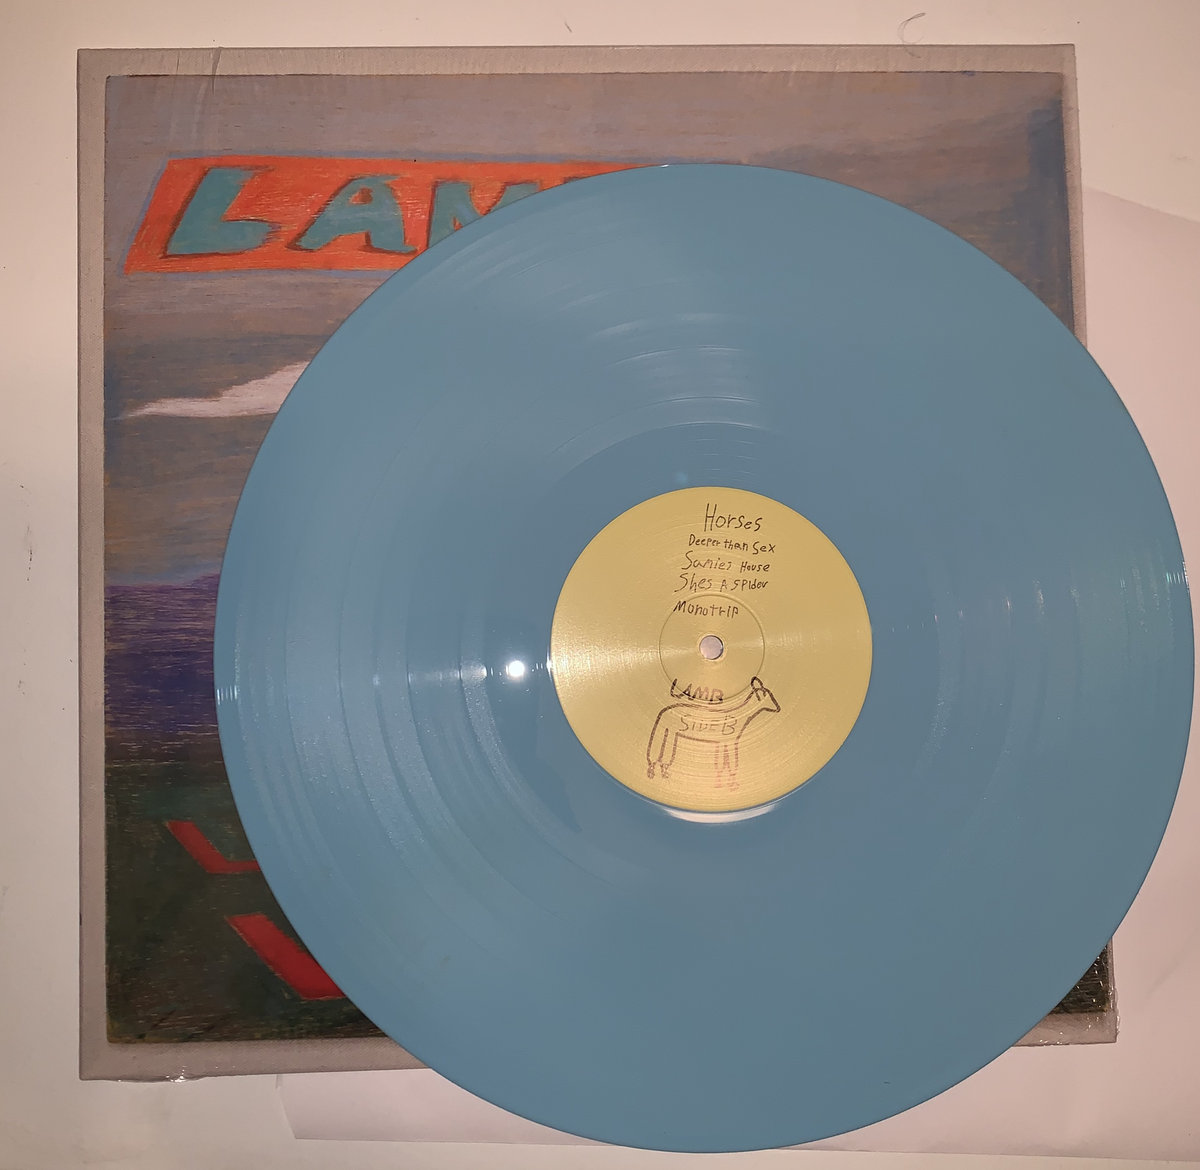 LAM
Horses
Deeper than Sex
Samies House
Shes A SPider
Monotrip
LAMB
SIDE B